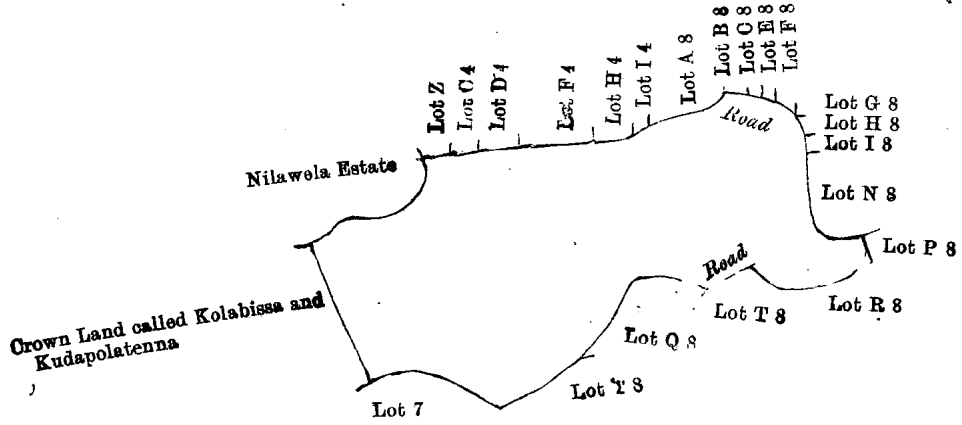 Lot Z
Lot C 4
Lot D 4
Lot F 4
Lot H 4
Lot I 4
Lot A 8
Lot B 8
Lot C 8
Lot E 8
Lot F 8
Road
Lot G 8
Lot H 8
Lot I 8
Nilawela Estate
Lot N 8
Lot P 8
Road
Lot R 8
Lot T 8
Crown Land called Kolabissa and
Kudapolatenna
Lot Q 8
Lot 8
Lot 7